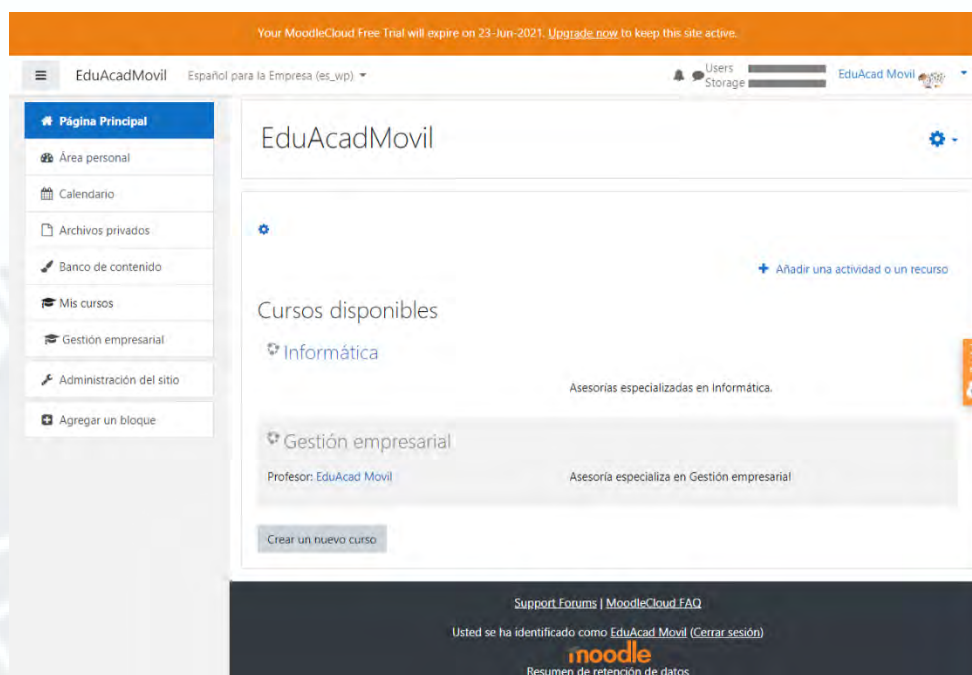 Your MoodleCloud Free Trial will expire on 23-Jun-2021. Upgrade now to keep this site active.
EduAcadMovil Español para la Empresa (es_wp)
Users
Storage
EduAcad Movil
Página Principal
Área personal
Calendario
Archivos privados
Banco de contenido
Mis cursos
Gestión empresarial
Administración del sitio
Agregar un bloque
EduAcadMovil
Añadir una actividad o un recurso
Cursos disponibles
Informática
Asesorías especializadas en Informática.
Gestión empresarial
Profesor: EduAcad Movil
Asesoría especializa en Gestión empresarial
Crear un nuevo curso
Support Forums | MoodleCloud FAQ
Usted se ha identificado como EduAcad Movil (Cerrar sesión)
moodle
Resumen de retención de datos